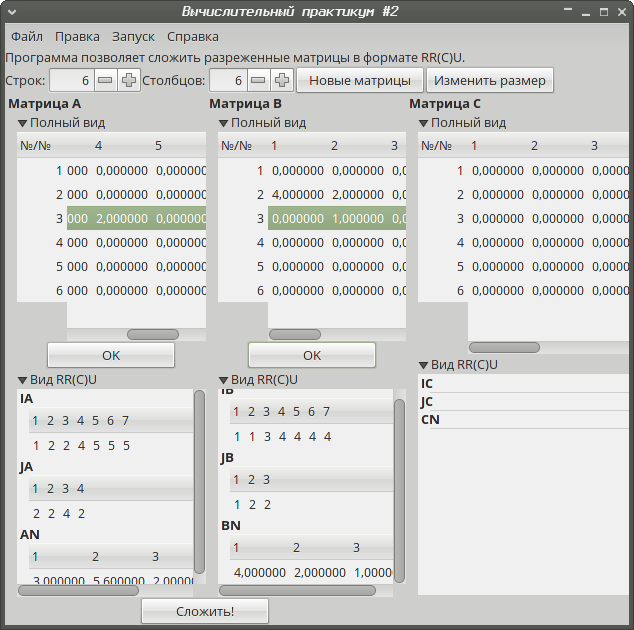 Вычислительный практикум #2
Файл Правка Запуск Справка
Программа позволяет сложить разреженные матрицы в формате RR(C)U.
Строк: 6 Столбцов: 6 Новые матрицы Изменить размер
Матрица A Матрица B Матрица C
Полный вид Полный вид Полный вид
№/№ 4 5 №/№ 1 2 3 №/№ 1 2 3
1 000 0,000000 0,000000 1 0,000000 0,000000 0,0 1 0,000000 0,000000 0,0000
2 000 0,000000 0,000000 2 4,000000 2,000000 0,0 2 0,000000 0,000000 0,0000
3 000 2,000000 0,000000 3 0,000000 1,000000 0,0 3 0,000000 0,000000 0,0000
4 000 0,000000 0,000000 4 0,000000 0,000000 0,0 4 0,000000 0,000000 0,0000
5 000 0,000000 0,000000 5 0,000000 0,000000 0,0 5 0,000000 0,000000 0,0000
6 000 0,000000 0,000000 6 0,000000 0,000000 0,0 6 0,000000 0,000000 0,0000
OK OK
Вид RR(C)U Вид RR(C)U Вид RR(C)U
IA
1 2 3 4 5 6 7
1 2 2 4 5 5 5
JA
1 2 3 4
2 2 4 2
AN
1 2 3
3,000000 5,600000 2,00000
IB
1 2 3 4 5 6 7
1 1 3 4 4 4 4
JB
1 2 3
1 2 2
BN
1 2 3
4,000000 2,000000 1,00000
IC
JC
CN
Сложить!